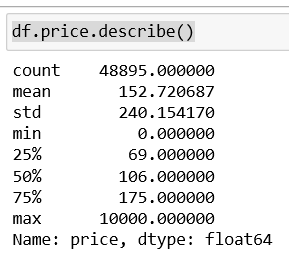 df.price.describe()
count    48895.000000
mean       152.720687
std        240.154170
min          0.000000
25%         69.000000
50%        106.000000
75%        175.000000
max      10000.000000
Name: price, dtype: float64